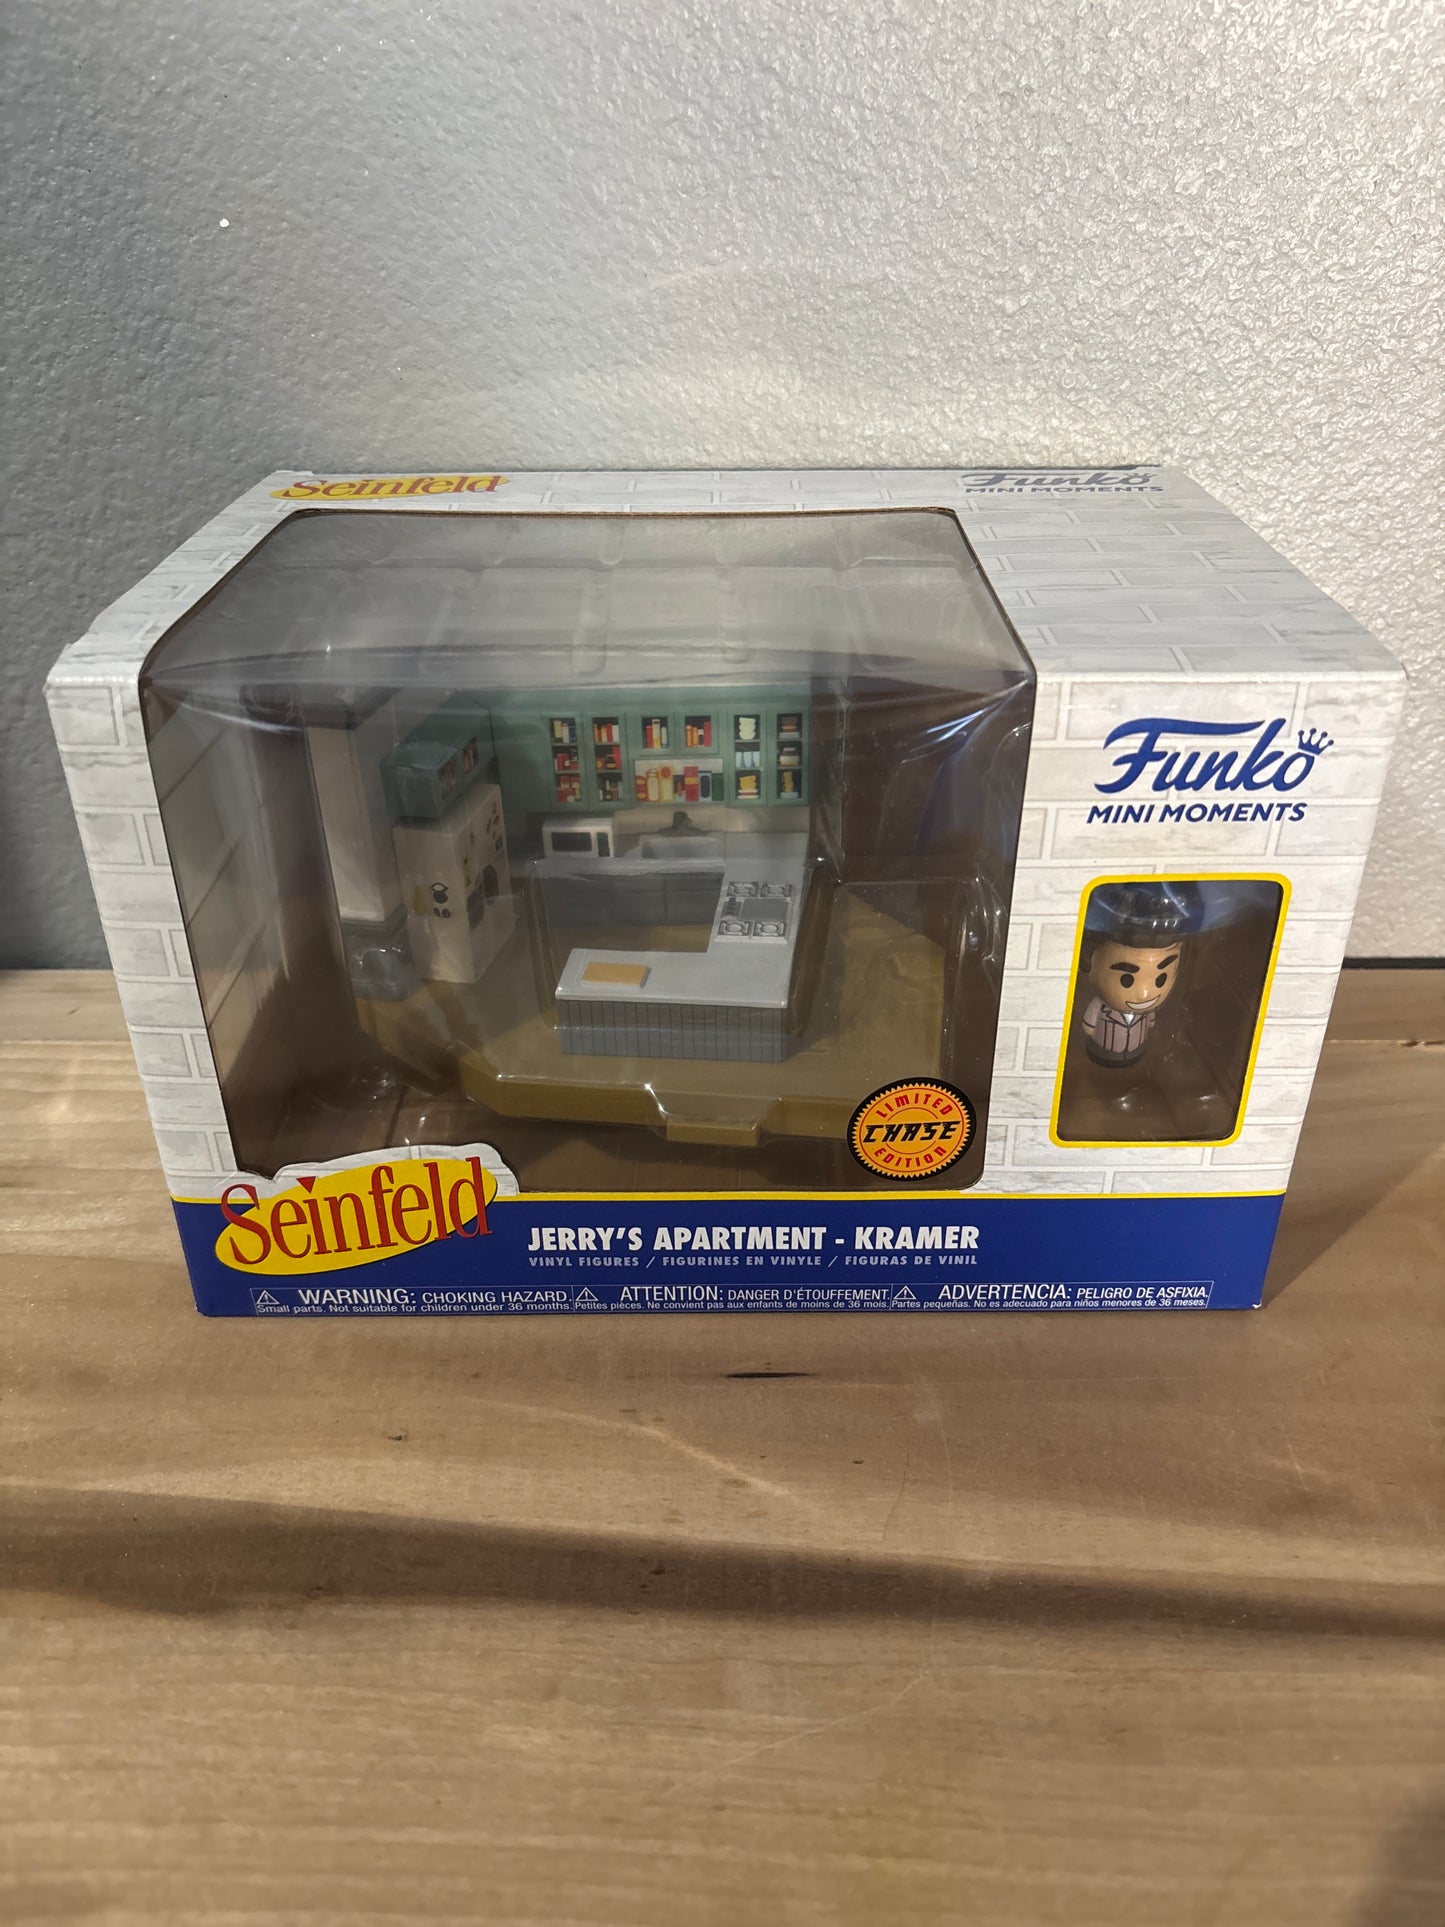 Seinfeld
Funko
MINI MOMENTS
Funko
MINI MOMENTS
LIMITED
CHASE
EDITION
Seinfeld
JERRY'S APARTMENT - KRAMER
VINYL FIGURES / FIGURINES EN VINYLE / FIGURAS DE VINIL
WARNING: CHOKING HAZARD.
Small parts. Not suitable for children under 36 months.
ATTENTION: DANGER D'ÉTOUFFEMENT.
Petites pièces. Ne convient pas aux enfants de moins de 36 mois.
ADVERTENCIA: PELIGRO DE ASFIXIA.
Partes pequeñas. No es adecuado para niños menores de 36 meses.